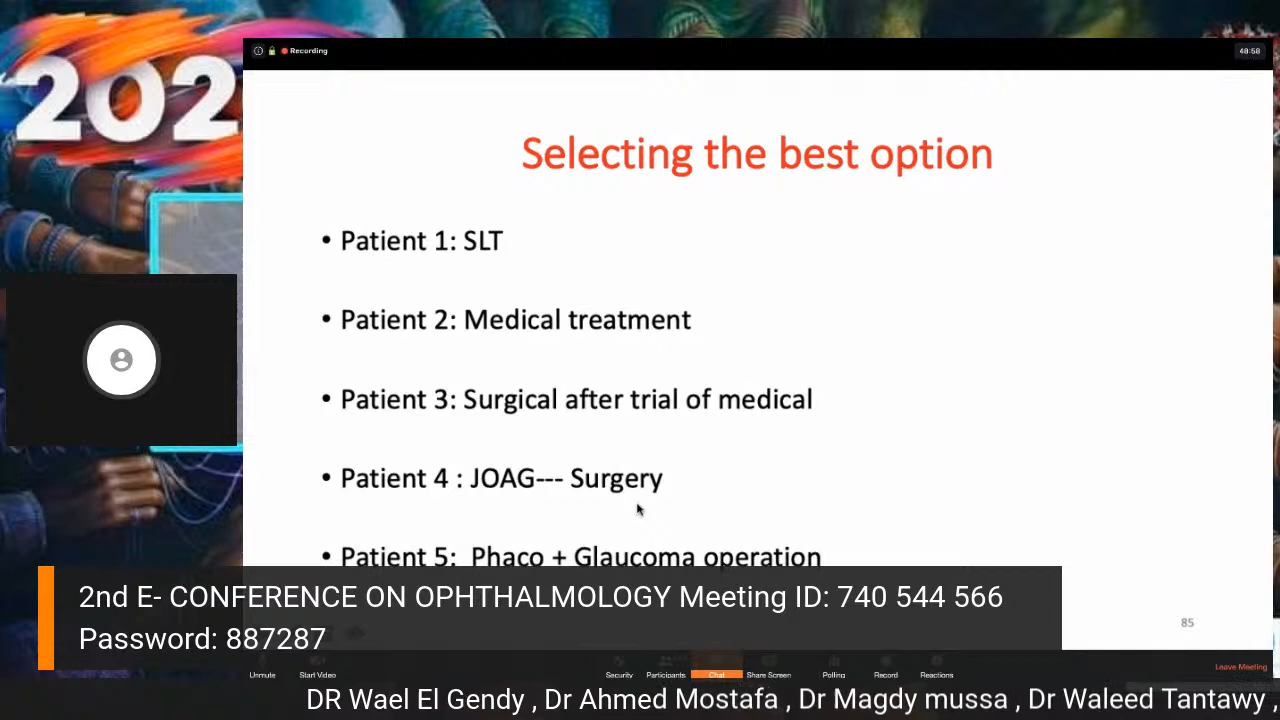 202
Recording
48:58
Selecting the best option
• Patient 1: SLT
• Patient 2: Medical treatment
• Patient 3: Surgical after trial of medical
• Patient 4 : JOAG--- Surgery
• Patient 5:  Phaco + Glaucoma operation
2nd E- CONFERENCE ON OPHTHALMOLOGY Meeting ID: 740 544 566
Password: 887287
85
Unmute Start Video Security Participants Chat Share Screen Polling Record Reactions
Leave Meeting
DR Wael El Gendy , Dr Ahmed Mostafa , Dr Magdy mussa , Dr Waleed Tantawy ,